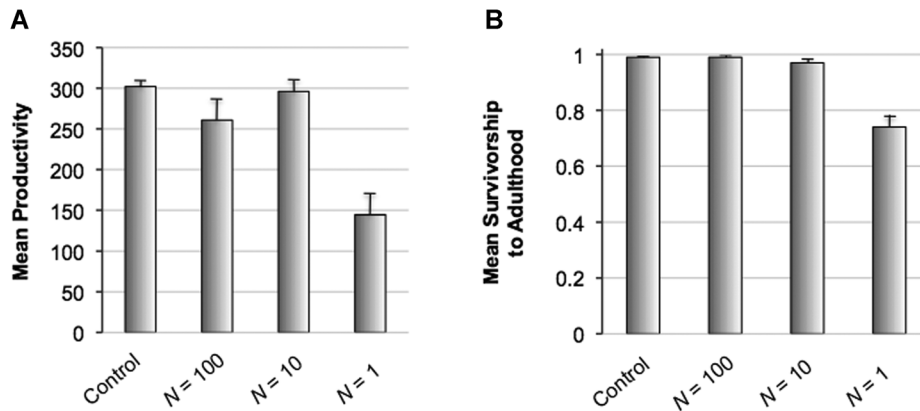 A
Mean Productivity
350
300
250
200
150
100
50
0
Control
N = 100
N = 10
N = 1
B
Mean Survivorship
to Adulthood
1
0.8
0.6
0.4
0.2
0
Control
N = 100
N = 10
N = 1